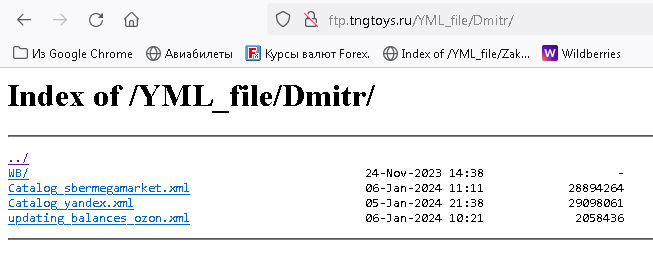 ftp.tngtoys.ru/YML_file/Dmitr/
Из Google Chrome Авиабилеты Курсы валют Forex. Index of /YML_file/Zak... Wildberries
Index of /YML_file/Dmitr/
../
WB/ 24-Nov-2023 14:38 -
Catalog_sbermegamarket.xml 06-Jan-2024 11:11 28894264
Catalog_yandex.xml 05-Jan-2024 21:38 29098061
updating_balances_ozon.xml 06-Jan-2024 10:21 2058436